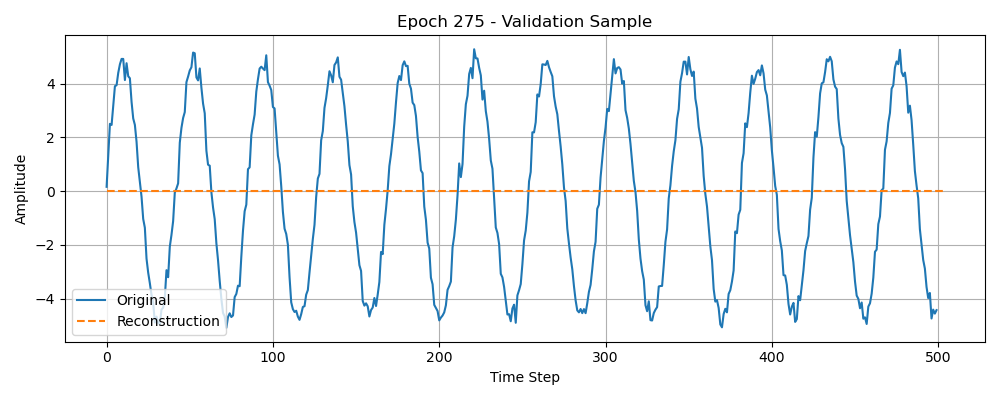 Epoch 275 - Validation Sample
Amplitude
4
2
0
−2
−4
Original
Reconstruction
0
100
200
300
400
500
Time Step